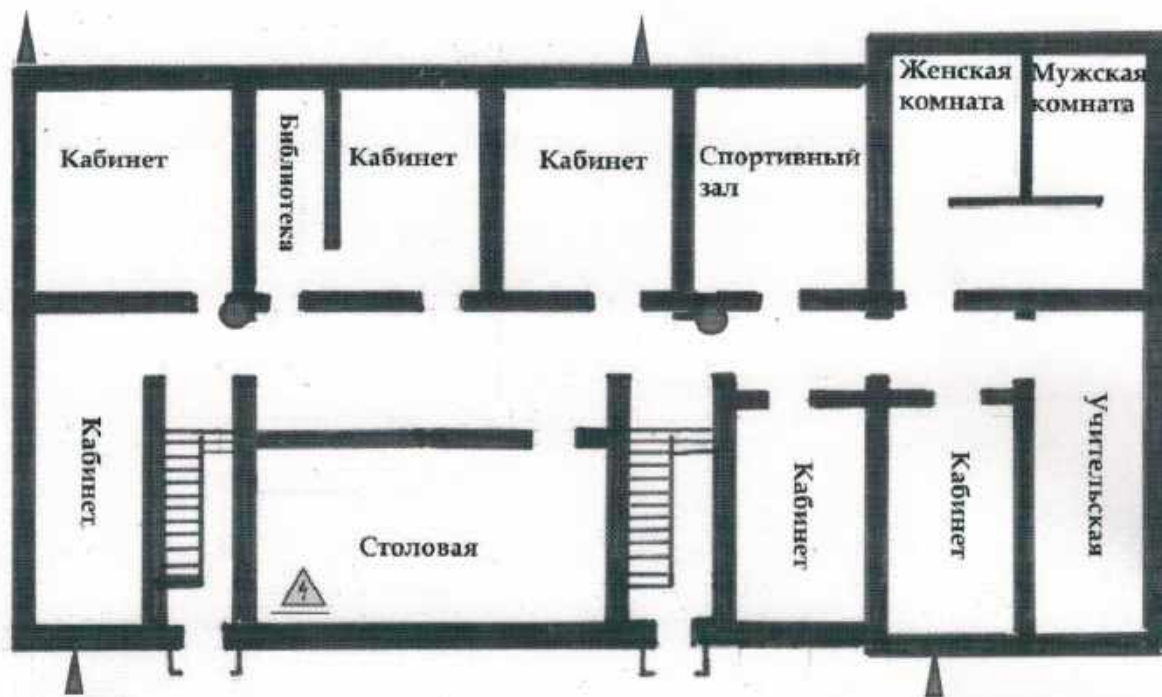 Женская
комната
Мужская
комната
Кабинет
Библиотека
Кабинет
Кабинет
Спортивный
зал
Кабинет
Столовая
Кабинет
Кабинет
Учительская